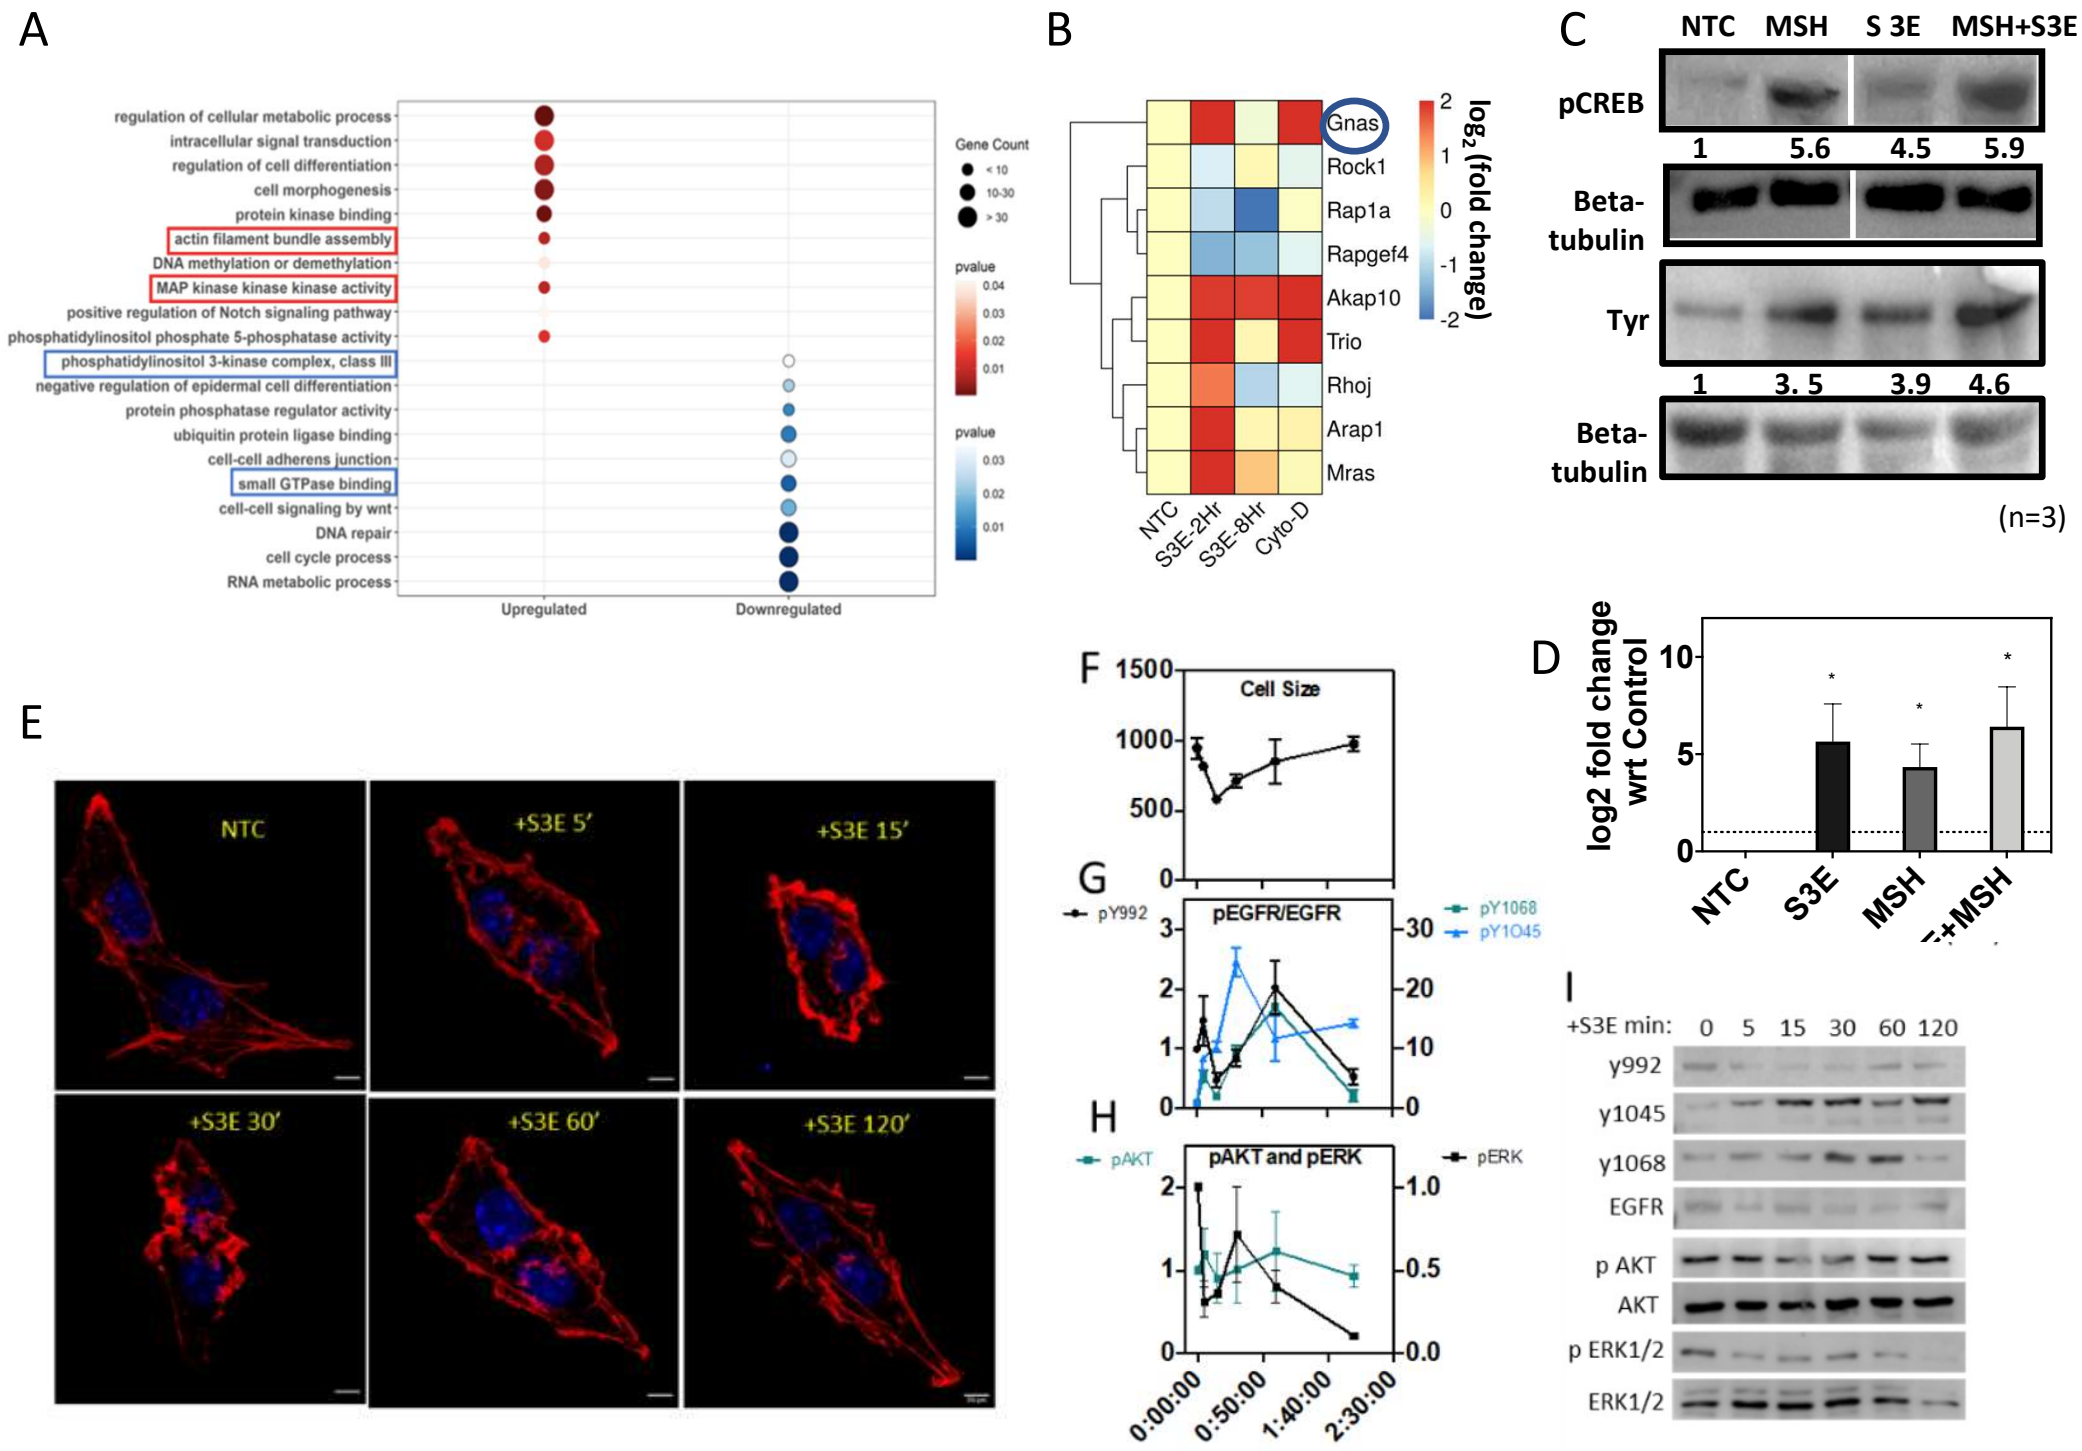 A
regulation of cellular metabolic process
intracellular signal transduction
regulation of cell differentiation
cell morphogenesis
protein kinase binding
actin filament bundle assembly
DNA methylation or demethylation
MAP kinase kinase kinase activity
positive regulation of Notch signaling pathway
phosphatidylinositol phosphate 5-phosphatase activity
phosphatidylinositol 3-kinase complex, class III
negative regulation of epidermal cell differentiation
protein phosphatase regulator activity
ubiquitin protein ligase binding
cell-cell adherens junction
small GTPase binding
cell-cell signaling by wnt
DNA repair
cell cycle process
RNA metabolic process
Upregulated Downregulated
Gene Count
< 10
10-30
> 30
pvalue
0.04
0.03
0.02
0.01
pvalue
0.03
0.02
0.01
B
Gnas
Rock1
Rap1a
Rapgef4
Akap10
Trio
Rhoj
Arap1
Mras
NTC S3E-2Hr S3E-8Hr Cyto-D
2
1
0
-1
-2
log2 (fold change)
C
NTC MSH S 3E MSH+S3E
pCREB
1 5.6 4.5 5.9
Beta-
tubulin
Tyr
1 3. 5 3.9 4.6
Beta-
tubulin
(n=3)
D
log2 fold change
wrt Control
10
5
0
* * *
NTC S3E MSH E+MSH
E
NTC
+S3E 5’
+S3E 15’
+S3E 30’
+S3E 60’
+S3E 120’
F
Cell Size
1500
1000
500
0
G
pY992
pEGFR/EGFR
pY1068
pY1O45
3
2
1
0
30
20
10
0
H
pAKT
pAKT and pERK
pERK
2
1
0
1.0
0.5
0.0
0:00:00 0:50:00 1:40:00 2:30:00
I
+S3E min: 0 5 15 30 60 120
y992
y1045
y1068
EGFR
p AKT
AKT
p ERK1/2
ERK1/2